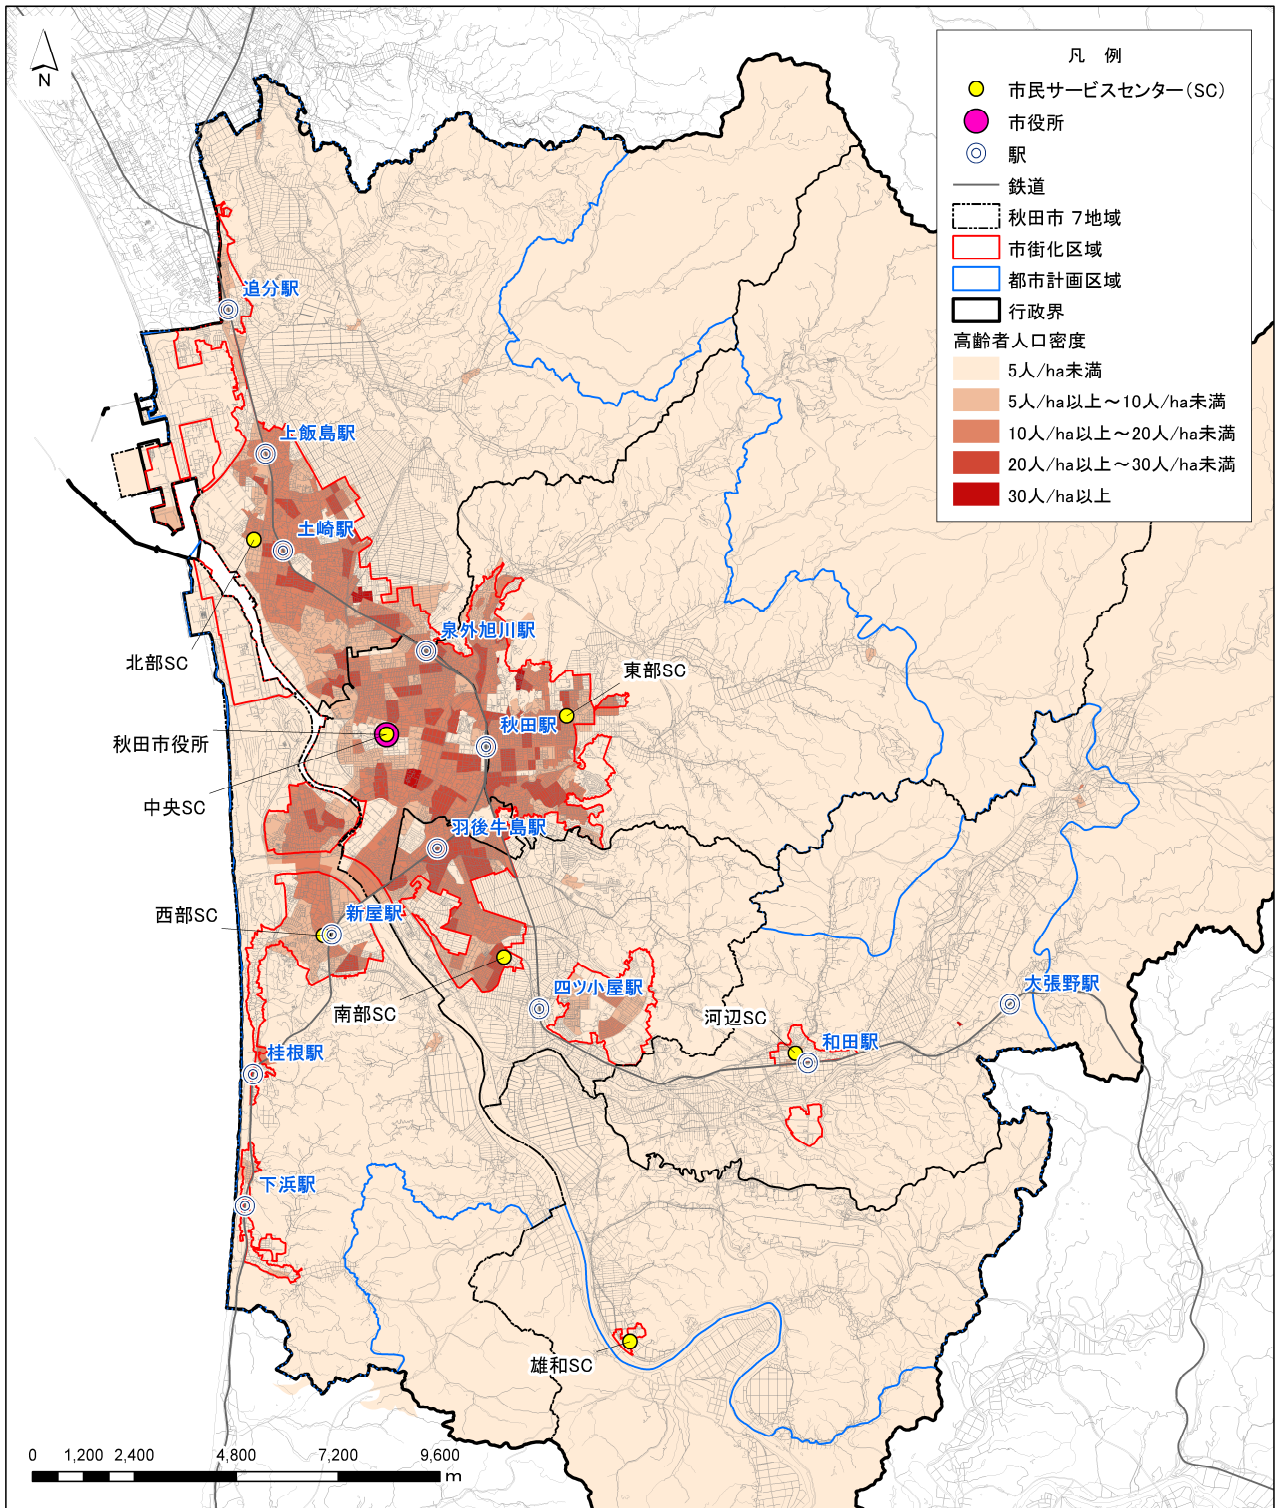 N
凡 例
市民サービスセンター(SC)
市役所
駅
鉄道
秋田市 7地域
市街化区域
都市計画区域
行政界
高齢者人口密度
5人/ha未満
5人/ha以上~10人/ha未満
10人/ha以上~20人/ha未満
20人/ha以上~30人/ha未満
30人/ha以上
追分駅
上飯島駅
土崎駅
泉外旭川駅
北部SC
東部SC
秋田駅
秋田市役所
中央SC
羽後牛島駅
西部SC
新屋駅
南部SC
四ツ小屋駅
大張野駅
河辺SC
和田駅
桂根駅
下浜駅
雄和SC
0 1,200 2,400 4,800 7,200 9,600
m